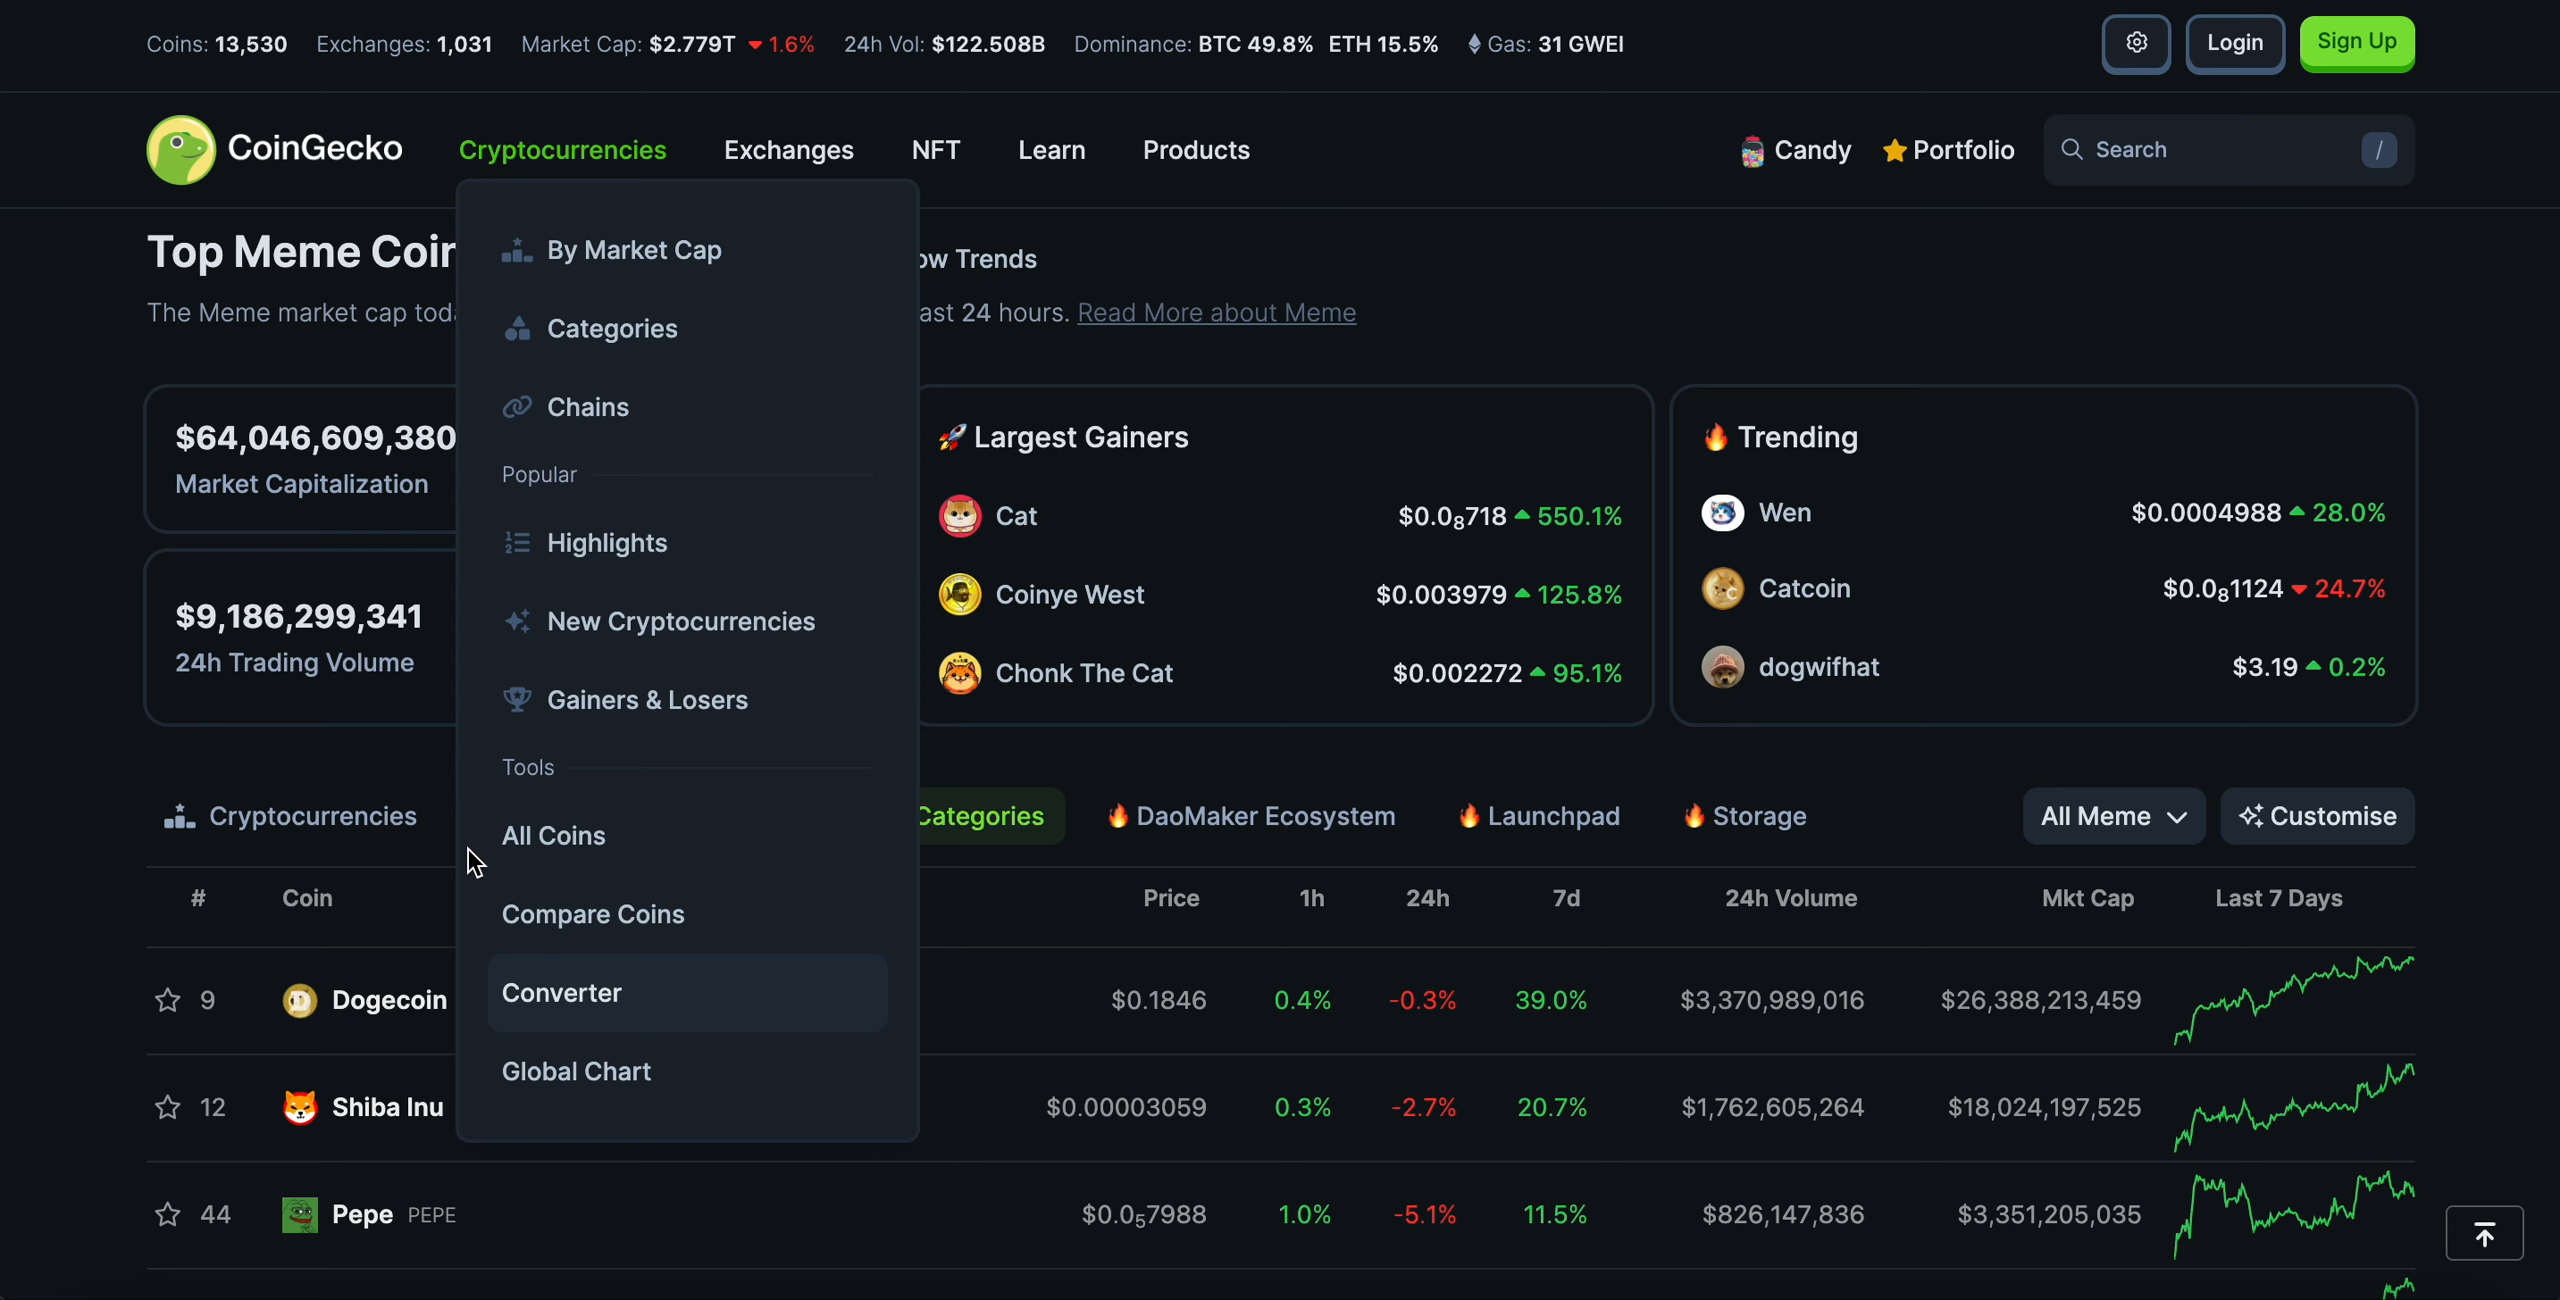 Coins: 13,530 Exchanges: 1,031 Market Cap: $2.779T 1.6% 24h Vol: $122.508B Dominance: BTC 49.8% ETH 15.5% Gas: 31 GWEI
Login
Sign Up
CoinGecko
Cryptocurrencies
Exchanges
NFT
Learn
Products
Candy
Portfolio
Search
/
By Market Cap
Categories
Chains
Popular
Highlights
New Cryptocurrencies
Gainers & Losers
Tools
All Coins
Compare Coins
Converter
Global Chart
Top Meme Coin
Trends
The Meme market cap
24 hours. Read More about Meme
$64,046,609,380
Market Capitalization
$9,186,299,341
24h Trading Volume
Largest Gainers
Cat $0.0₈718 550.1%
Coinye West $0.003979 125.8%
Chonk The Cat $0.002272 95.1%
Trending
Wen $0.0004988 28.0%
Catcoin $0.0₈1124 24.7%
dogwifhat $3.19 0.2%
Cryptocurrencies
Categories
DaoMaker Ecosystem
Launchpad
Storage
All Meme
Customise
# Coin Price 1h 24h 7d 24h Volume Mkt Cap Last 7 Days
9 Dogecoin $0.1846 0.4% -0.3% 39.0% $3,370,989,016 $26,388,213,459
12 Shiba Inu $0.00003059 0.3% -2.7% 20.7% $1,762,605,264 $18,024,197,525
44 Pepe PEPE $0.0₅7988 1.0% -5.1% 11.5% $826,147,836 $3,351,205,035